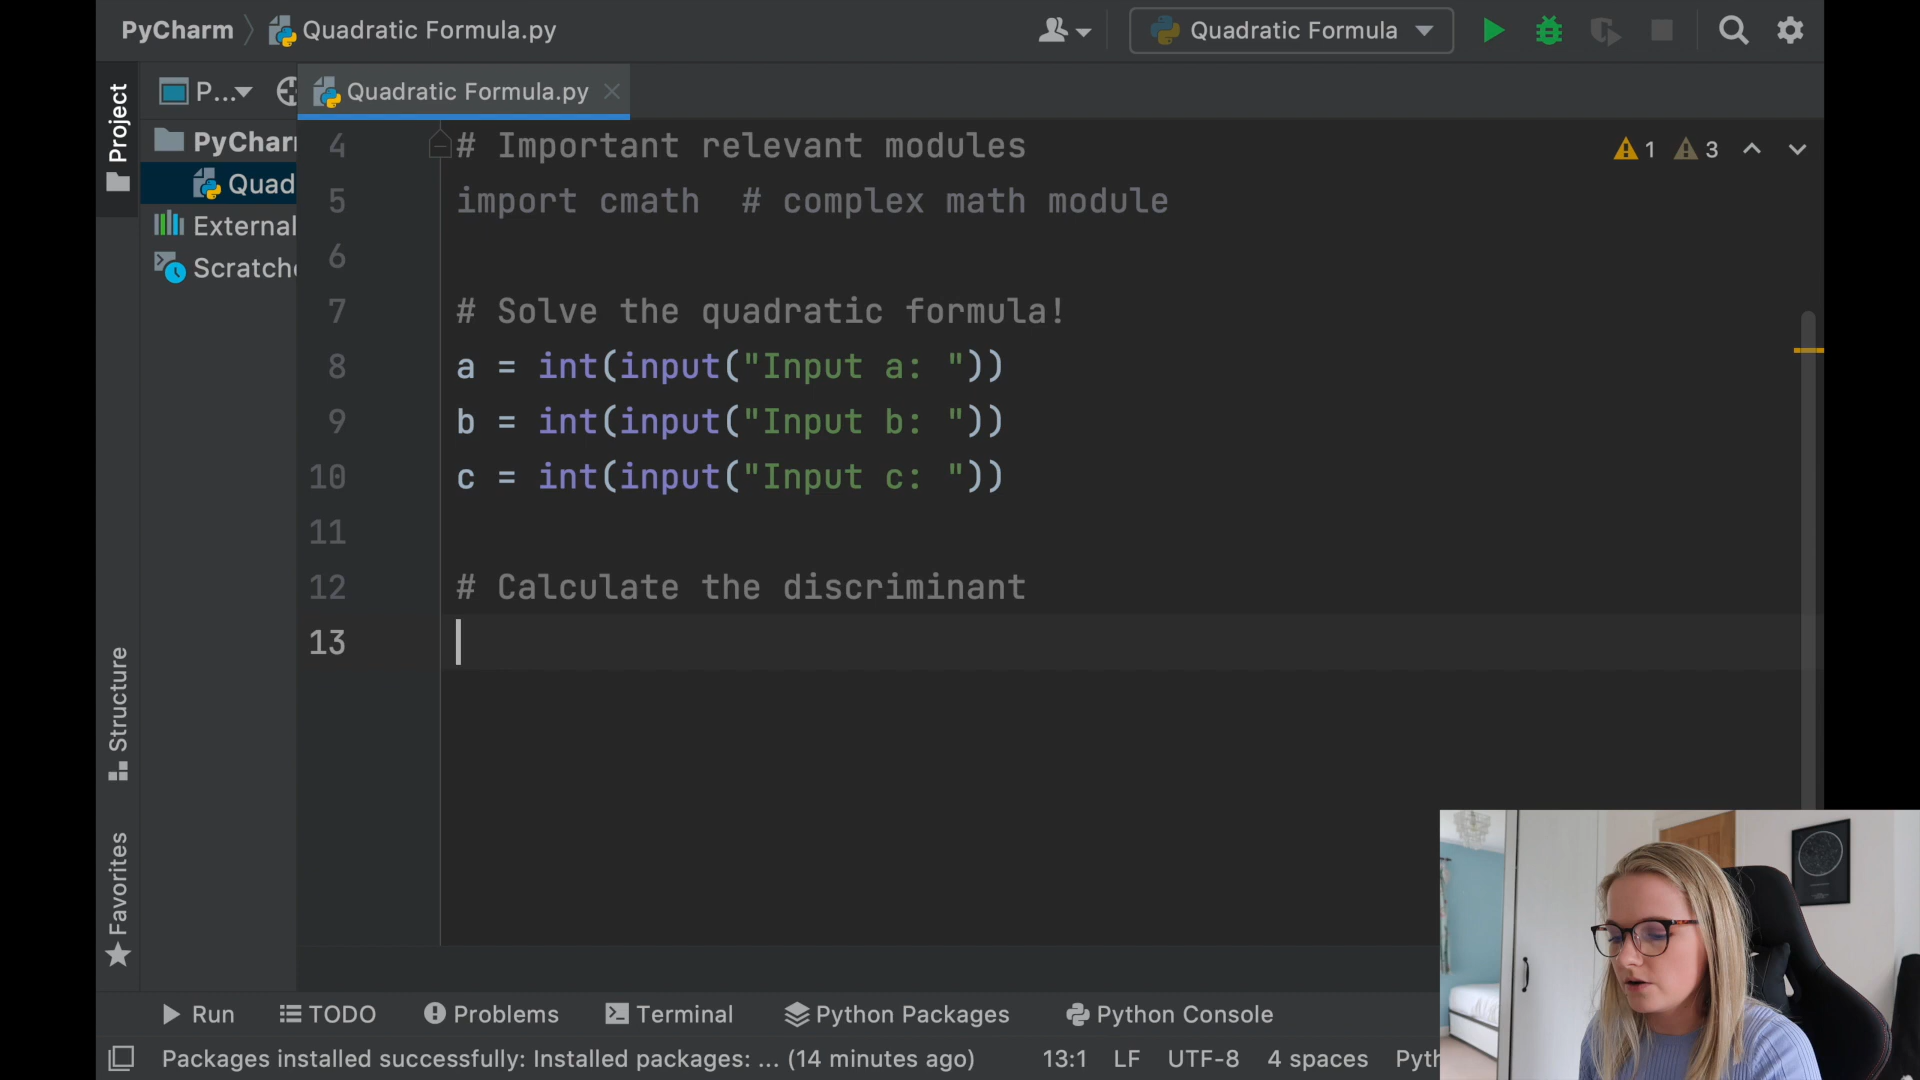 PyCharm
Quadratic Formula.py
Quadratic Formula
Project
P...
Quadratic Formula.py
1
3
PyChar
Quad
External
Scratche
4 # Important relevant modules
5 import cmath # complex math module
6
7 # Solve the quadratic formula!
8 a = int(input("Input a: "))
9 b = int(input("Input b: "))
10 c = int(input("Input c: "))
11
12 # Calculate the discriminant
13
Structure
Favorites
Run
TODO
Problems
Terminal
Python Packages
Python Console
Packages installed successfully: Installed packages: ... (14 minutes ago)
13:1
LF
UTF-8
4 spaces
Pyth